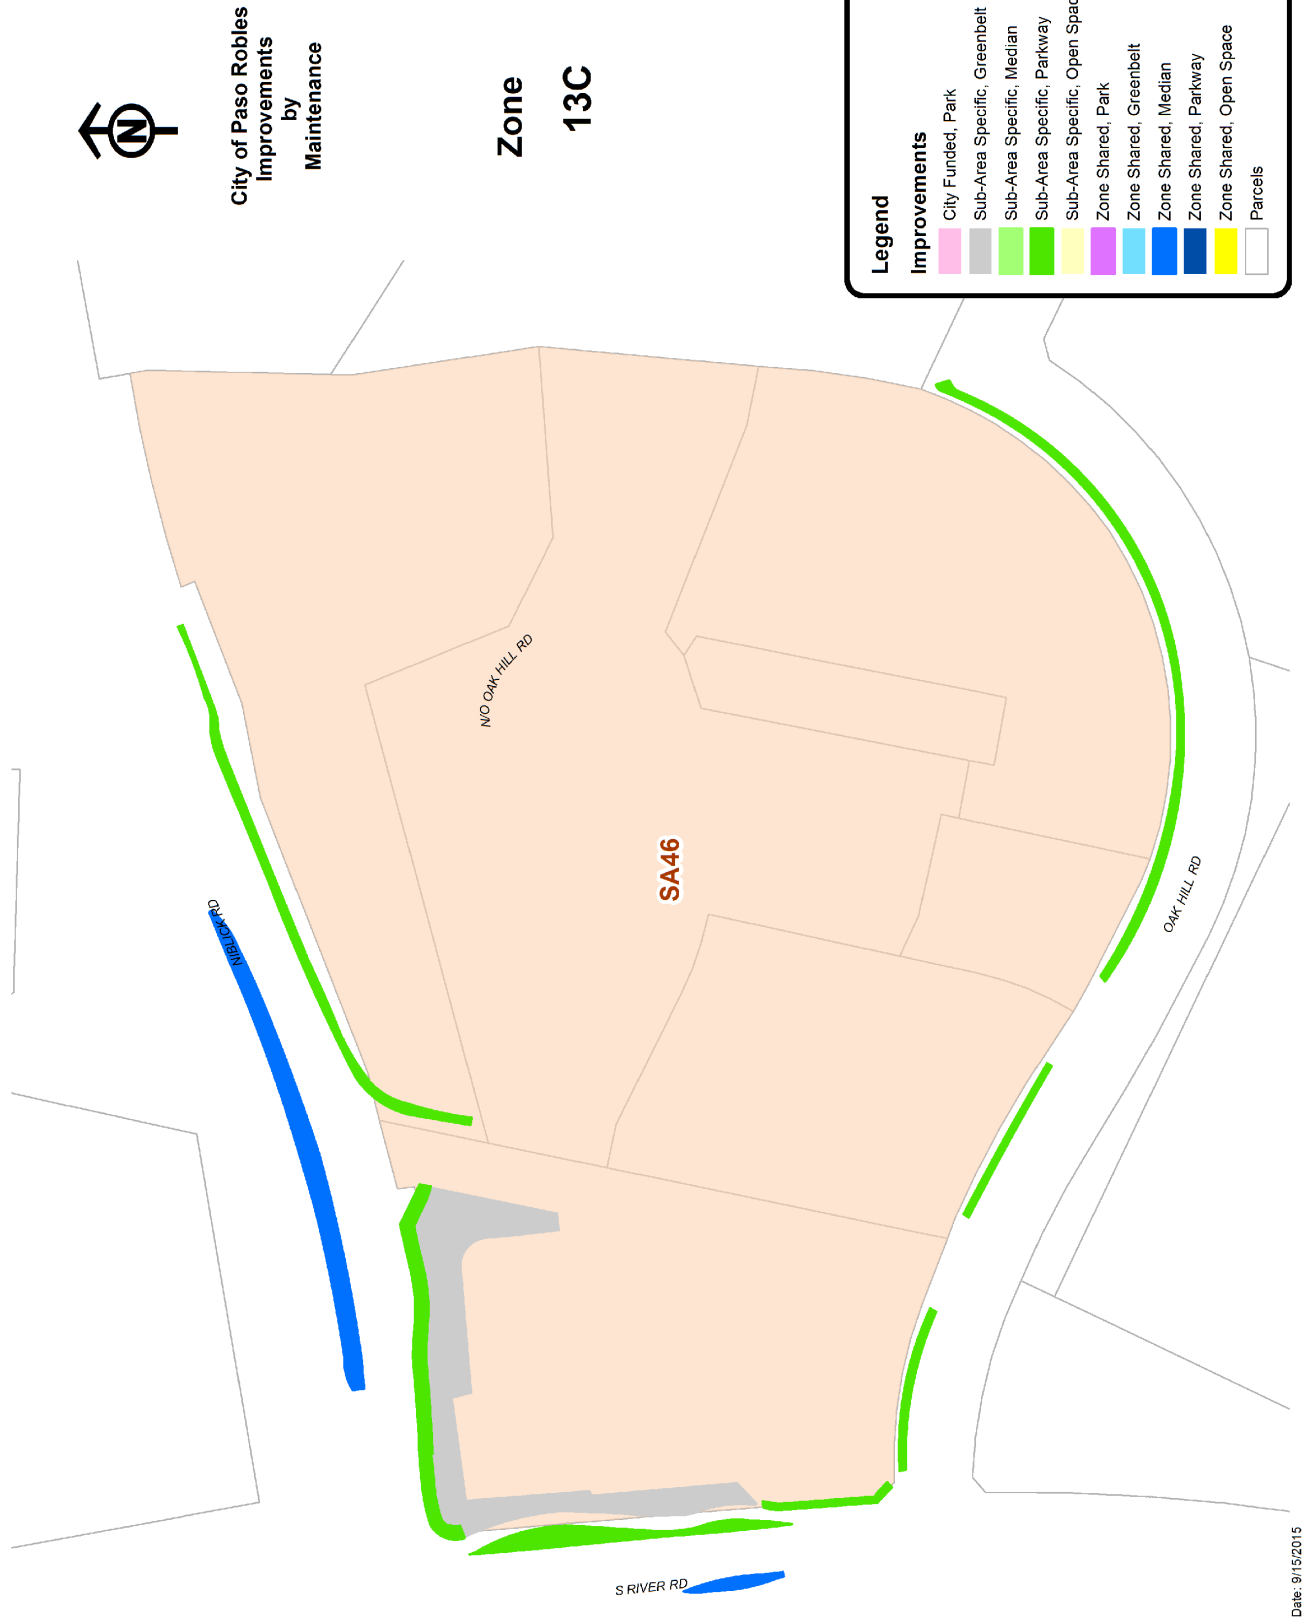 N
City of Paso Robles
Improvements
by
Maintenance
Zone
13C
Legend
Improvements
City Funded, Park
Sub-Area Specific, Greenbelt
Sub-Area Specific, Median
Sub-Area Specific, Parkway
Sub-Area Specific, Open Spac
Zone Shared, Park
Zone Shared, Greenbelt
Zone Shared, Median
Zone Shared, Parkway
Zone Shared, Open Space
Parcels
NIBLICK RD
N/O OAK HILL RD
SA46
OAK HILL RD
S RIVER RD
Date: 9/15/2015